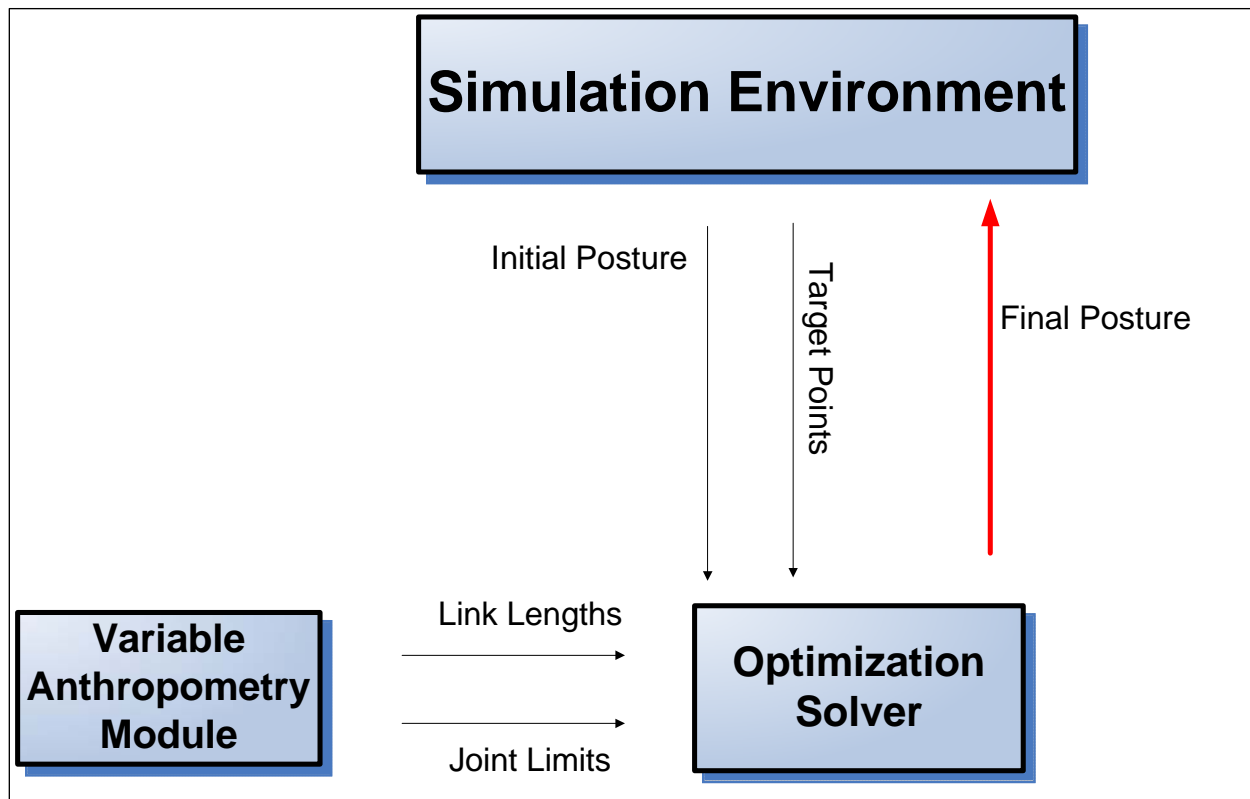 Simulation Environment
Initial Posture
Target Points
Final Posture
Link Lengths
Variable
Anthropometry
Module
Optimization
Solver
Joint Limits